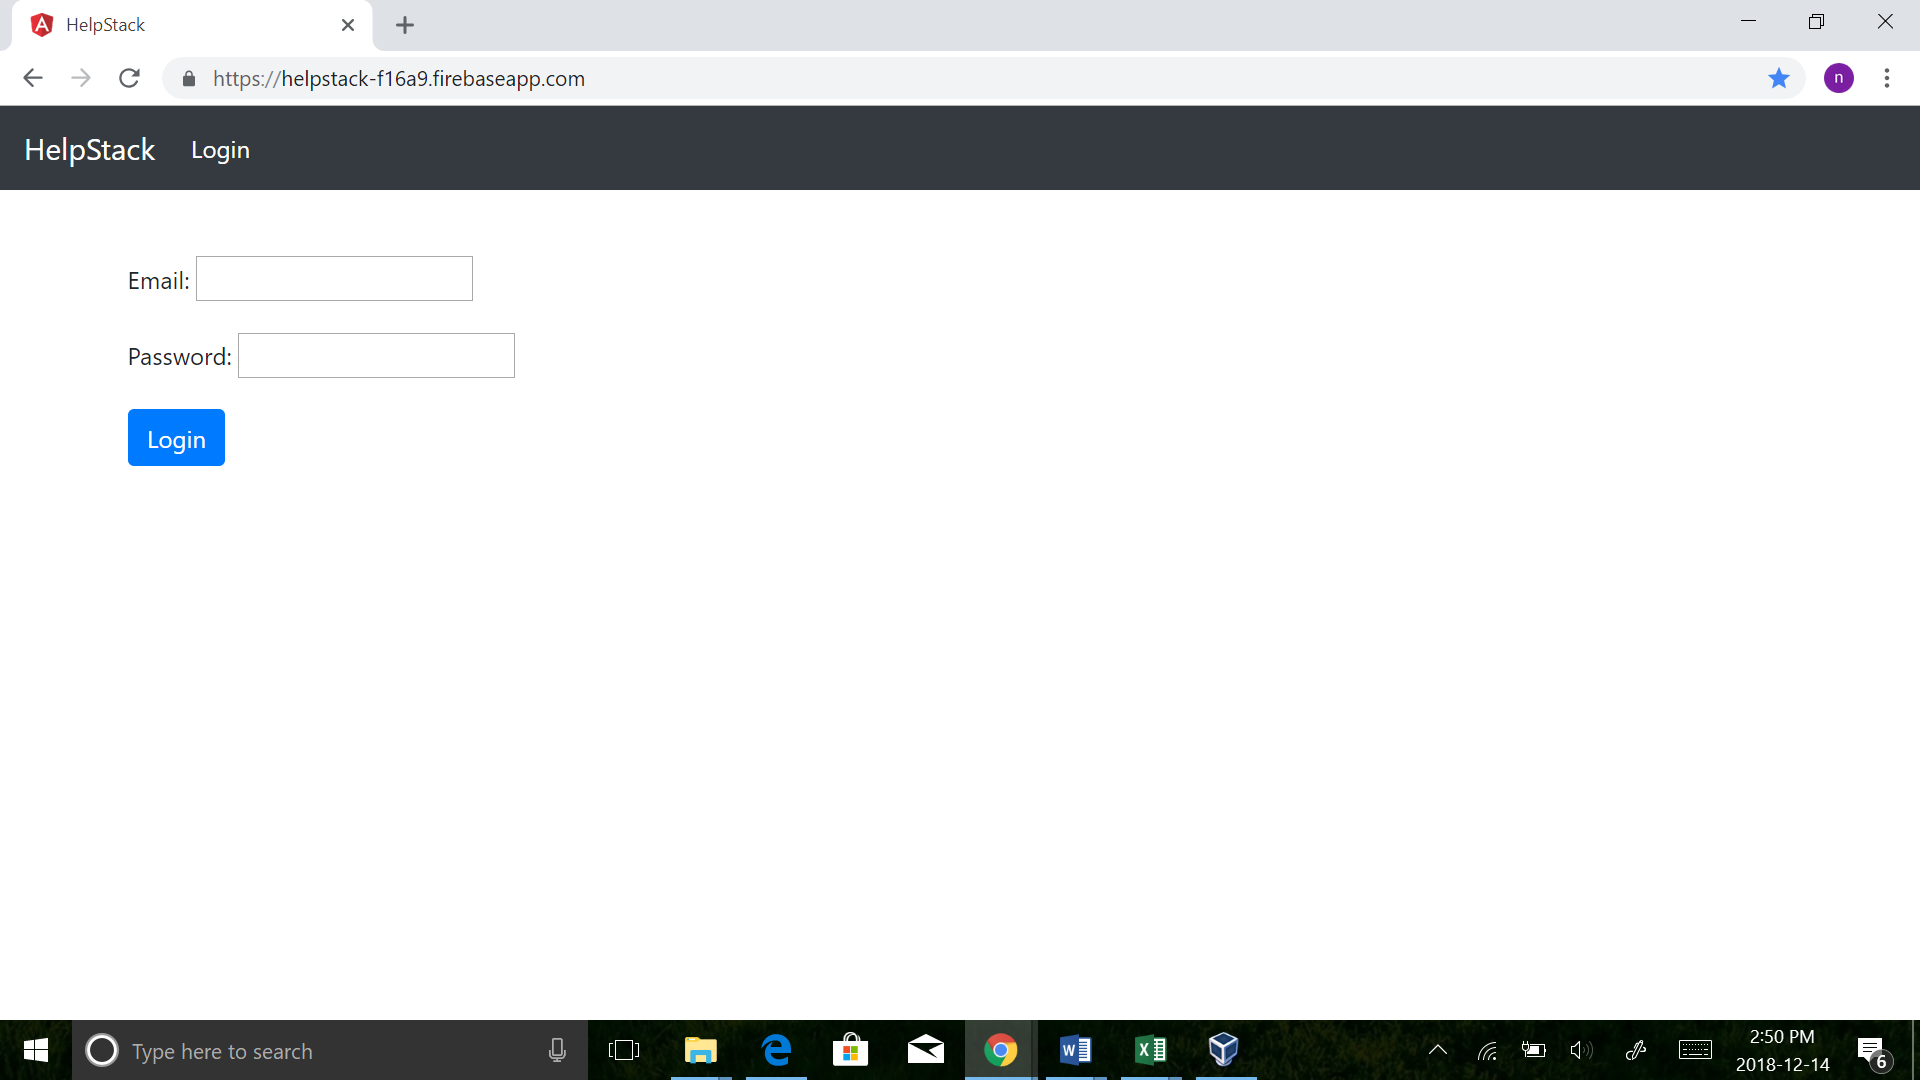 HelpStack
https://helpstack-f16a9.firebaseapp.com
n
HelpStack Login
Email:
Password:
Login
Type here to search
2:50 PM
2018-12-14
6